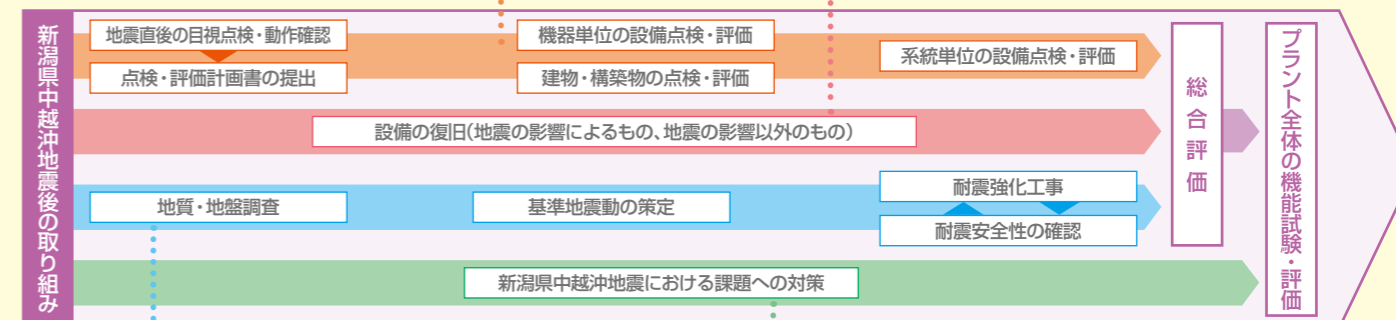 新潟県中越沖地震後の取り組み
地震直後の目視点検・動作確認
点検・評価計画書の提出
機器単位の設備点検・評価
建物・構築物の点検・評価
系統単位の設備点検・評価
設備の復旧(地震の影響によるもの、地震の影響以外のもの)
地質・地盤調査
基準地震動の策定
耐震強化工事
耐震安全性の確認
新潟県中越沖地震における課題への対策
総合評価
プラント全体の機能試験・評価